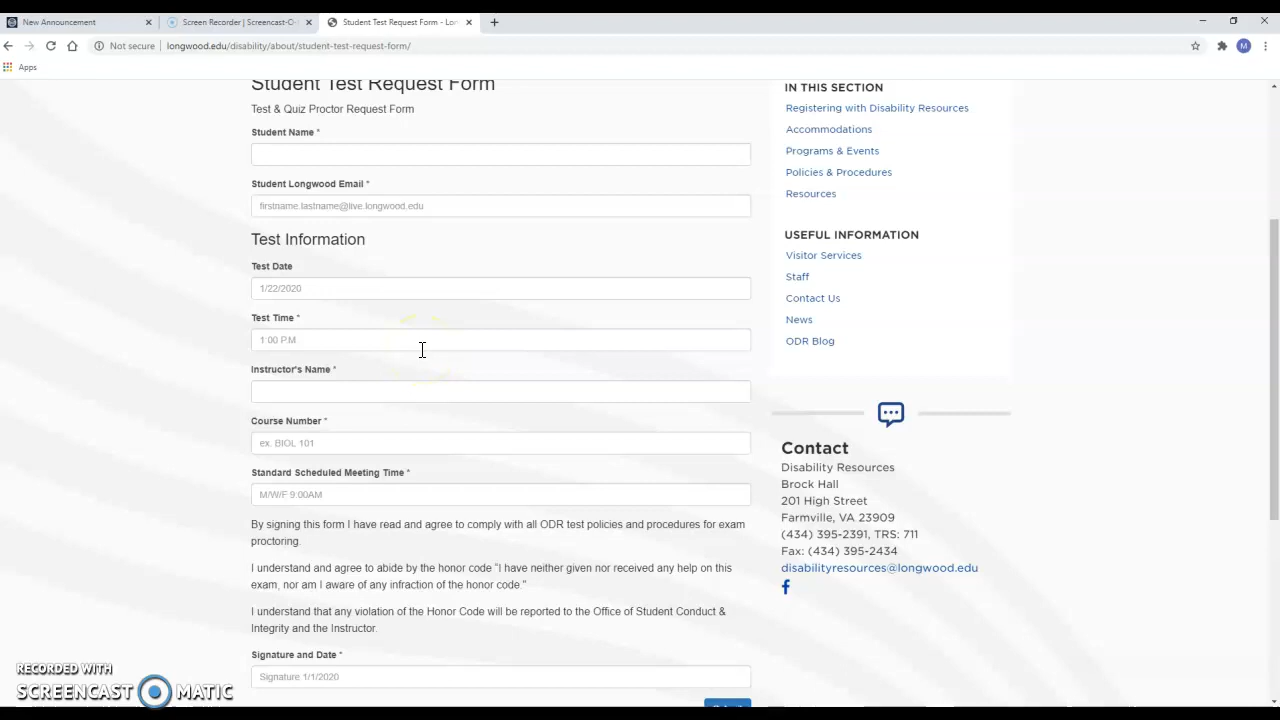 New Announcement
Screen Recorder | Screencast-O-
Student Test Request Form - Lon
Not secure
longwood.edu/disability/about/student-test-request-form/
M
Apps
Student Test Request Form
Test & Quiz Proctor Request Form
Student Name *
Student Longwood Email *
firstname.lastname@live.longwood.edu
Test Information
Test Date
1/22/2020
Test Time *
1:00 P.M
Instructor's Name *
Course Number *
ex. BIOL 101
Standard Scheduled Meeting Time *
M/W/F 9:00AM
By signing this form I have read and agree to comply with all ODR test policies and procedures for exam
proctoring.
I understand and agree to abide by the honor code "I have neither given nor received any help on this
exam, nor am I aware of any infraction of the honor code."
I understand that any violation of the Honor Code will be reported to the Office of Student Conduct &
Integrity and the Instructor.
Signature and Date *
Signature 1/1/2020
IN THIS SECTION
Registering with Disability Resources
Accommodations
Programs & Events
Policies & Procedures
Resources
USEFUL INFORMATION
Visitor Services
Staff
Contact Us
News
ODR Blog
Contact
Disability Resources
Brock Hall
201 High Street
Farmville, VA 23909
(434) 395-2391, TRS: 711
Fax: (434) 395-2434
disabilityresources@longwood.edu
RECORDED WITH
SCREENCAST MATIC